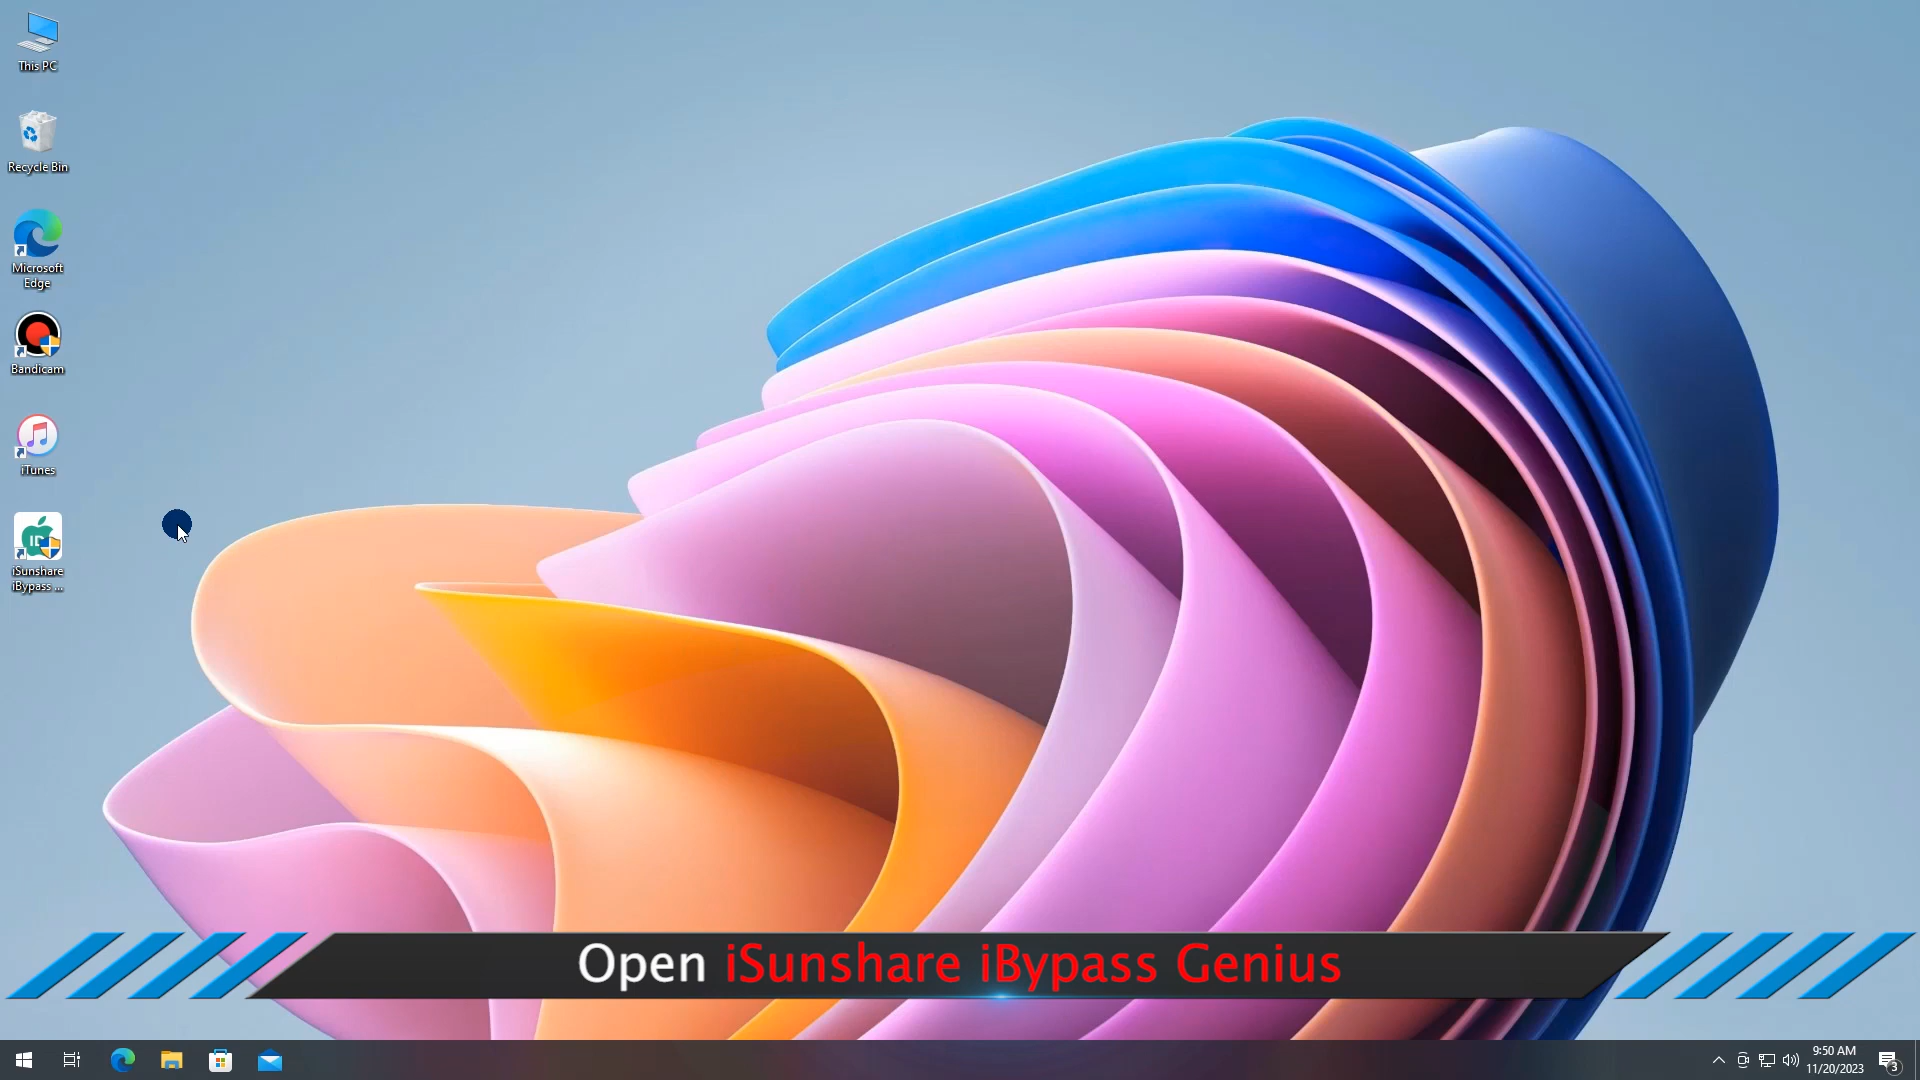 This PC
Recycle Bin
Microsoft
Edge
Bandicam
iTunes
iSunshare
iBypass ...
Open iSunshare iBypass Genius
9:50 AM
11/20/2023
3